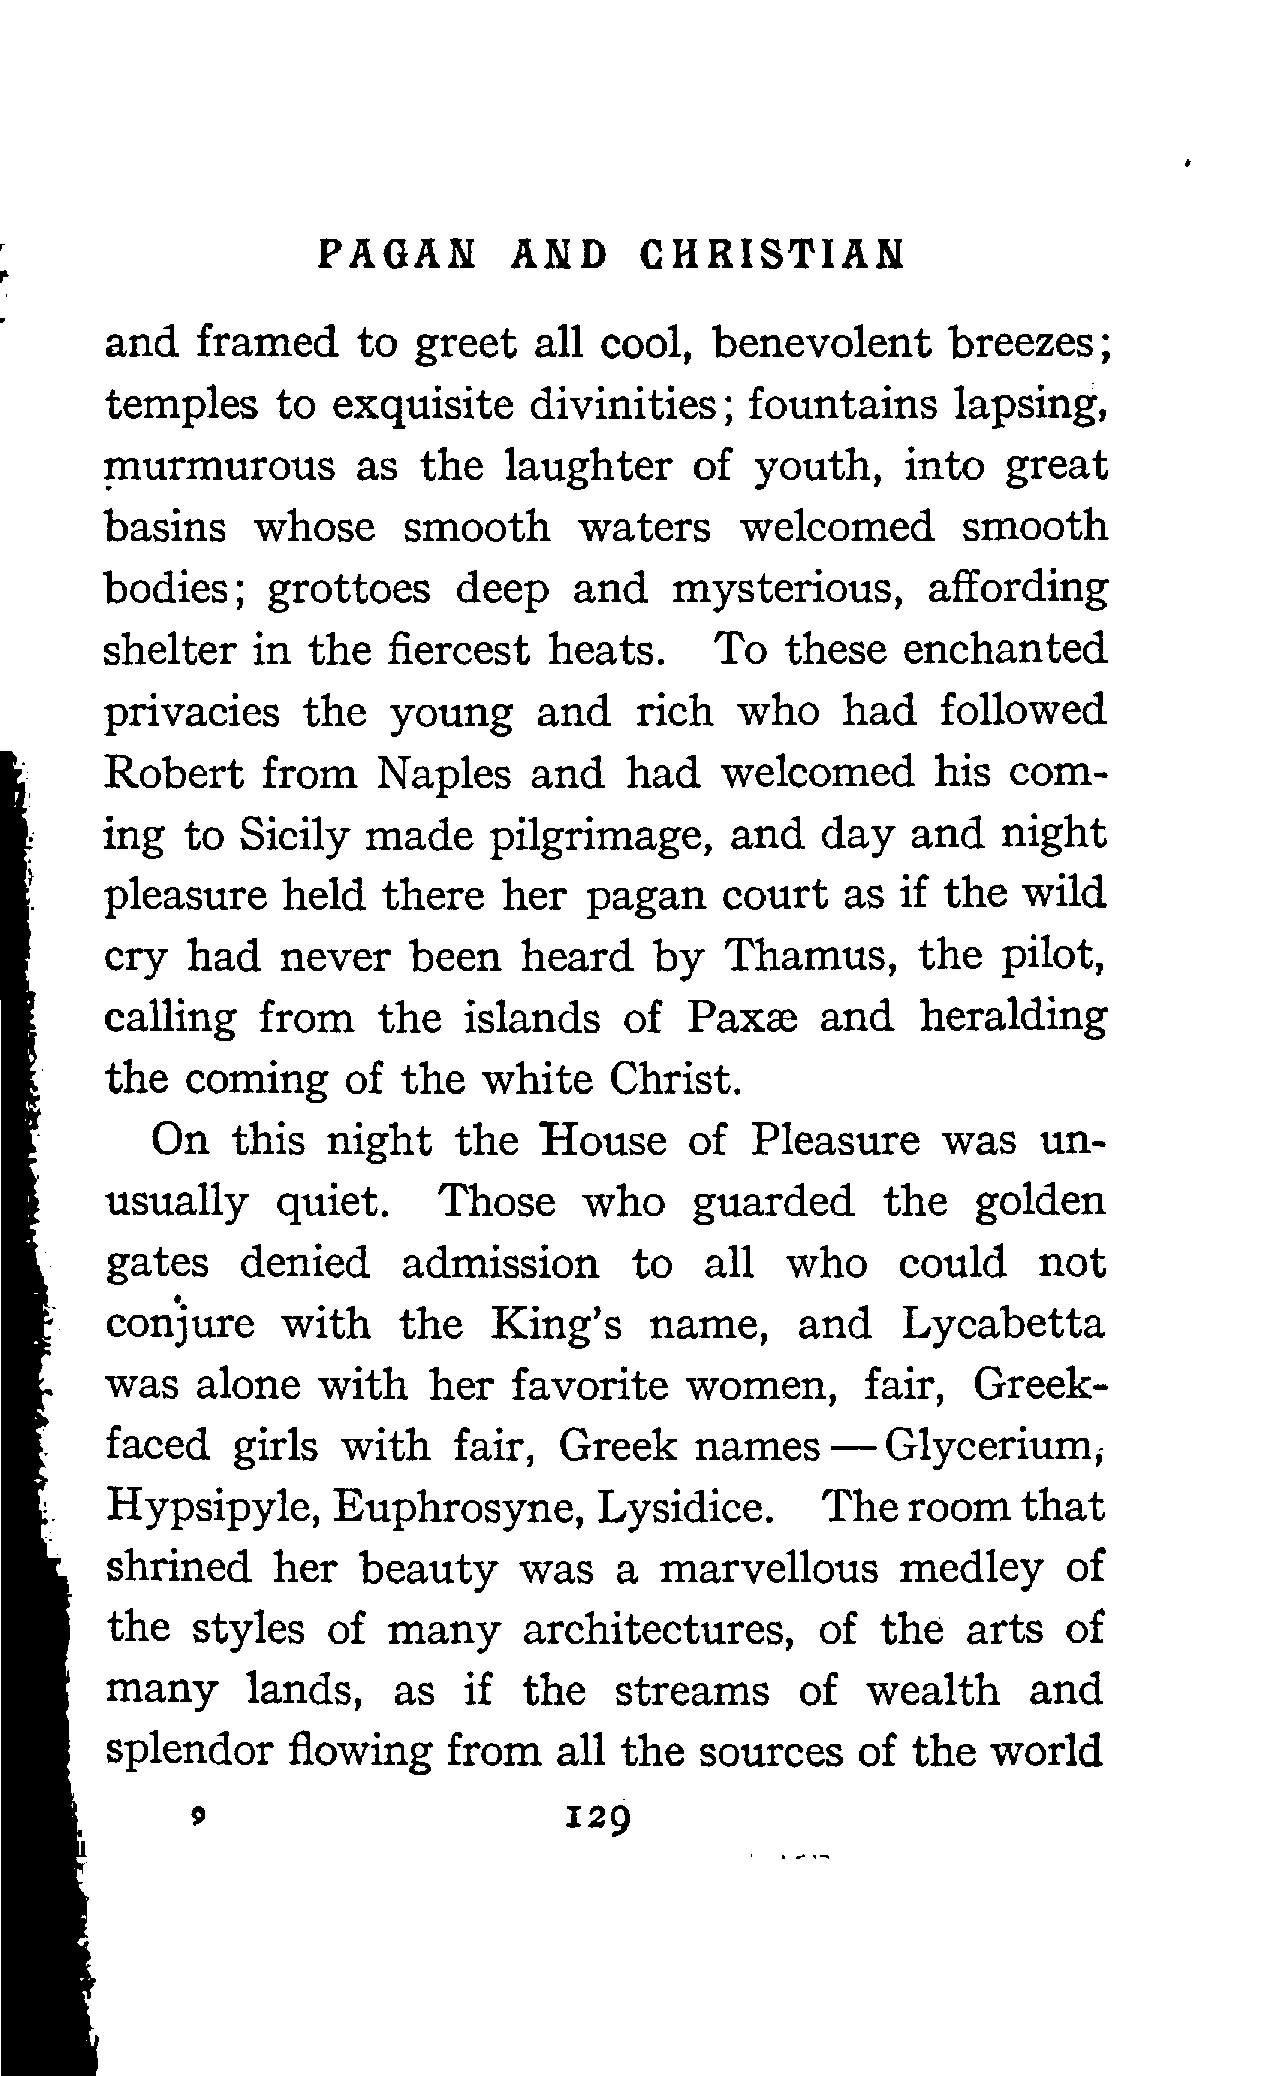 PAGAN AND CHRISTIAN
and framed to greet all cool, benevolent breezes;
temples to exquisite divinities; fountains lapsing,
murmurous as the laughter of youth, into great
basins whose smooth waters welcomed smooth
bodies; grottoes deep and mysterious, affording
shelter in the fiercest heats. To these enchanted
privacies the young and rich who had followed
Robert from Naples and had welcomed his com-
ing to Sicily made pilgrimage, and day and night
pleasure held there her pagan court as if the wild
cry had never been heard by Thamus, the pilot,
calling from the islands of Paxæ and heralding
the coming of the white Christ.
On this night the House of Pleasure was un-
usually quiet. Those who guarded the golden
gates denied admission to all who could not
conjure with the King's name, and Lycabetta
was alone with her favorite women, fair, Greek-
faced girls with fair, Greek names — Glycerium,
Hypsipyle, Euphrosyne, Lysidice. The room that
shrined her beauty was a marvellous medley of
the styles of many architectures, of the arts of
many lands, as if the streams of wealth and
splendor flowing from all the sources of the world
9 129